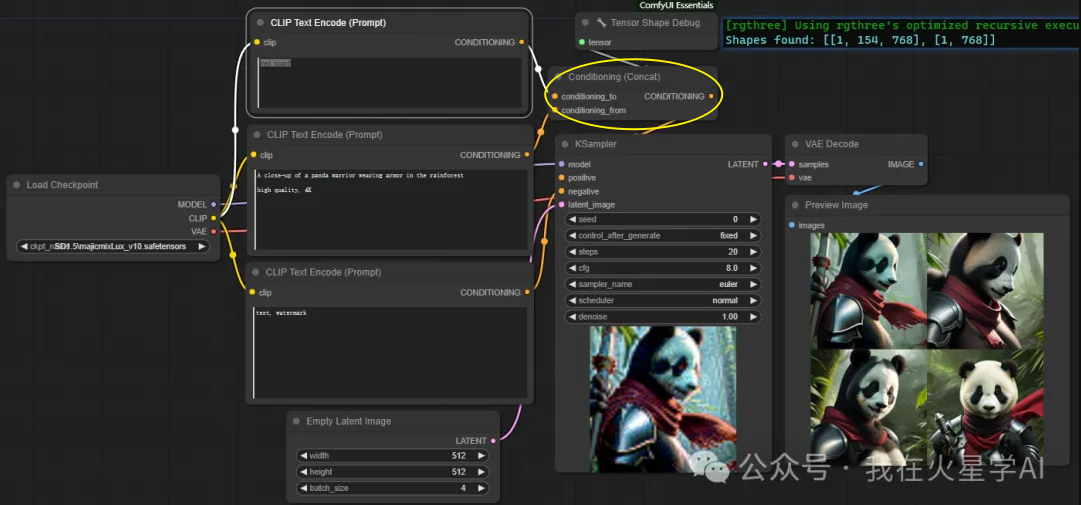 ComfyUI Essentials
CLIP Text Encode (Prompt)
clip
CONDITIONING
🔧 Tensor Shape Debug
tensor
[rgthree] Using rgthree's optimized recursive execu
Shapes found: [[1, 154, 768], [1, 768]]
Conditioning (Concat)
conditioning_to
CONDITIONING
conditioning_from
CLIP Text Encode (Prompt)
clip
CONDITIONING
A close-up of a panda warrior wearing armor in the rainforest
high quality, 4K
Load Checkpoint
MODEL
CLIP
VAE
SD1.5\majicmixLux_v10.safetensors
CLIP Text Encode (Prompt)
clip
CONDITIONING
text, watermark
Empty Latent Image
LATENT
width 512
height 512
batch_size 4
KSampler
model
LATENT
positive
negative
latent_image
seed 0
control_after_generate fixed
steps 20
cfg 8.0
sampler_name euler
scheduler normal
denoise 1.00
VAE Decode
samples
IMAGE
vae
Preview Image
images
公众号 · 我在火星学AI